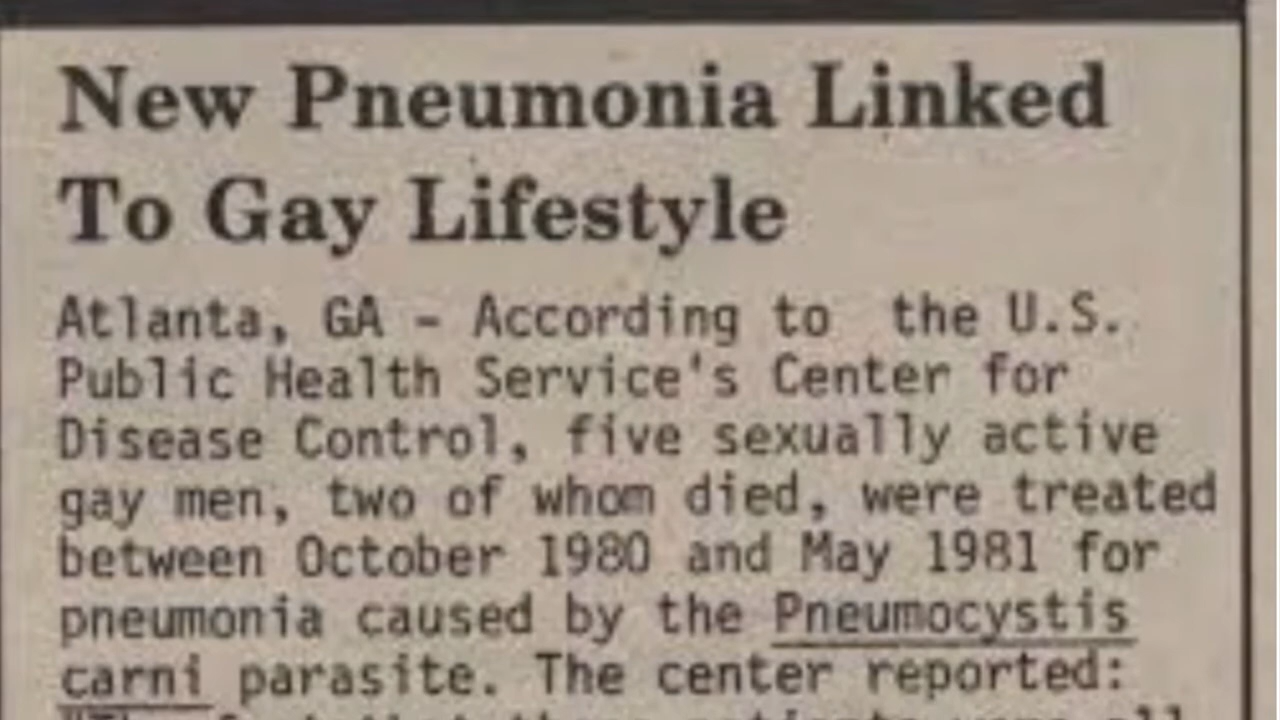 New Pneumonia Linked
To Gay Lifestyle
Atlanta, GA - According to the U.S.
Public Health Service's Center for
Disease Control, five sexually active
gay men, two of whom died, were treated
between October 1980 and May 1981 for
pneumonia caused by the Pneumocystis
carni parasite. The center reported: